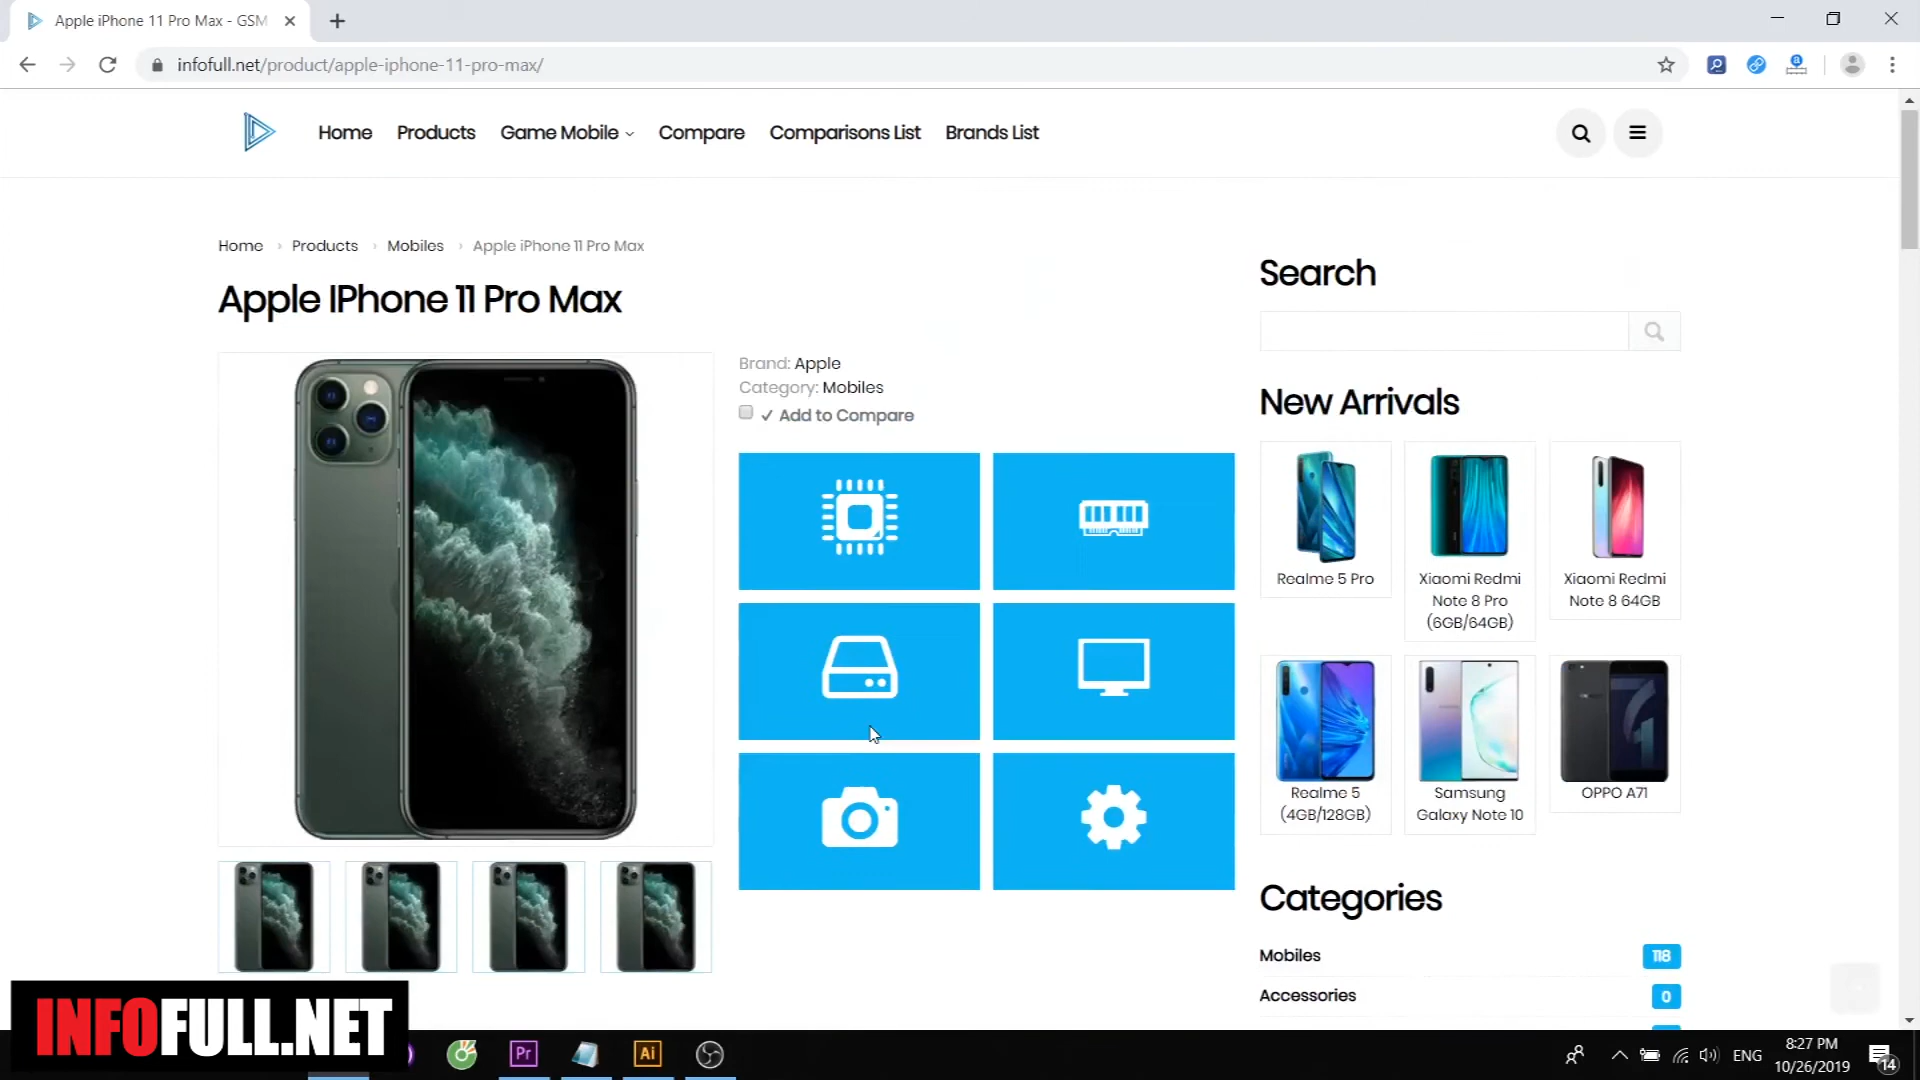 Apple iPhone 11 Pro Max - GSM
infofull.net/product/apple-iphone-11-pro-max/
Home Products Game Mobile Compare Comparisons List Brands List
Home › Products › Mobiles › Apple iPhone 11 Pro Max
Apple IPhone 11 Pro Max
Brand: Apple
Category: Mobiles
✓ Add to Compare
Search
New Arrivals
Realme 5 Pro
Xiaomi Redmi
Note 8 Pro
(6GB/64GB)
Xiaomi Redmi
Note 8 64GB
Realme 5
(4GB/128GB)
Samsung
Galaxy Note 10
OPPO A71
Categories
Mobiles 118
Accessories 0
INFOFULL.NET
Pr
Ai
ENG
8:27 PM
10/26/2019
14